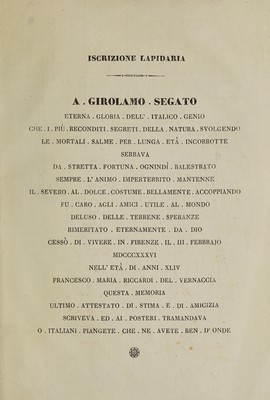 ISCRIZIONE LAPIDARIA
A . GIROLAMO . SEGATO
ETERNA . GLORIA . DELL' . ITALICO . GENIO
CHE . I . PIÙ . RECONDITI . SEGRETI . DELLA . NATURA . SVOLGENDO
LE . MORTALI . SALME . PER . LUNGA . ETÀ . INCORROTTE
SERBAVA
DA . STRETTA . FORTUNA . OGNINDÌ . BALESTRATO
SEMPRE . L' ANIMO . IMPERTERRITO . MANTENNE
IL . SEVERO . AL . DOLCE . COSTUME . BELLAMENTE . ACCOPPIANDO
FU . CARO . AGLI . AMICI . UTILE . AL . MONDO
DELUSO . DELLE . TERRENE . SPERANZE
RIMERITATO . ETERNAMENTE . DA . DIO
CESSÒ . DI . VIVERE . IN . FIRENZE . IL . III . FEBBRAJO
MDCCCXXXVI
NELL' ETÀ . DI . ANNI . XLIV
FRANCESCO . MARIA . RICCARDI . DEL . VERNACCIA
QUESTA . MEMORIA
ULTIMO . ATTESTATO . DI . STIMA . E . DI . AMICIZIA
SCRIVEVA . ED . AI . POSTERI . TRAMANDAVA
O . ITALIANI . PIANGETE . CHE . NE . AVETE . BEN . D' ONDE